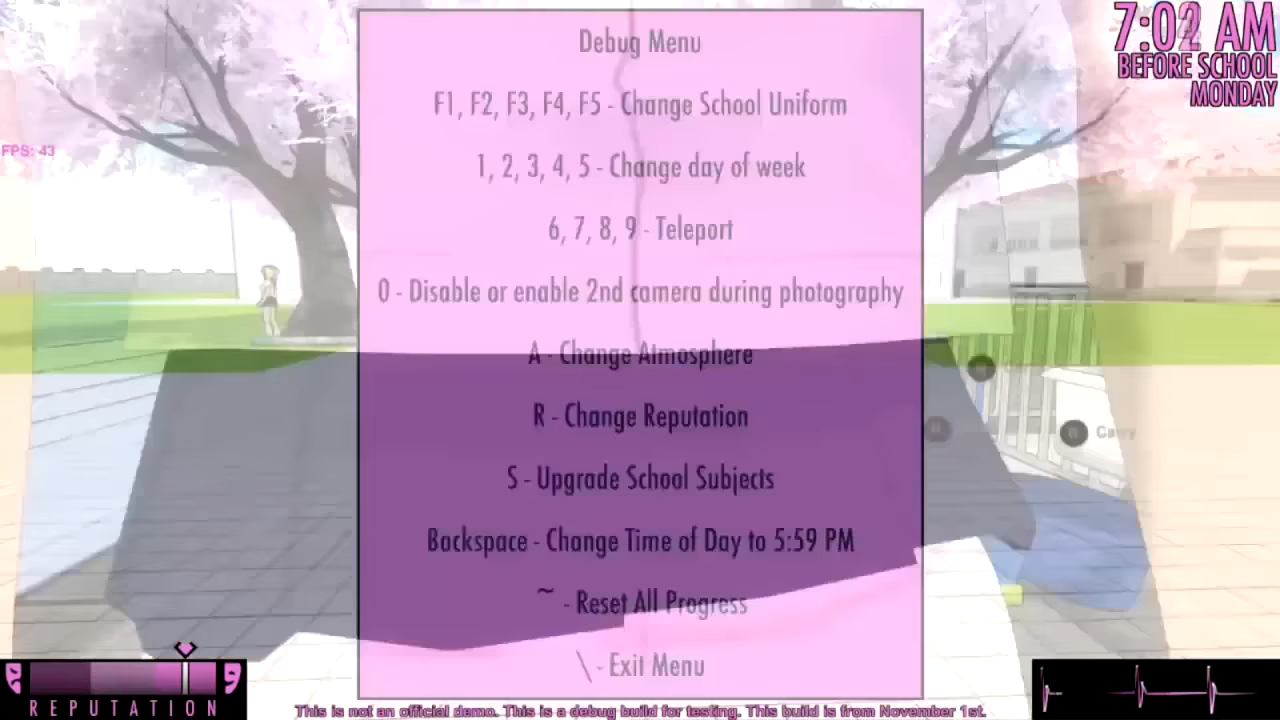 7:02 AM
BEFORE SCHOOL
MONDAY
FPS: 43
Debug Menu
F1, F2, F3, F4, F5 - Change School Uniform
1, 2, 3, 4, 5 - Change day of week
6, 7, 8, 9 - Teleport
0 - Disable or enable 2nd camera during photography
A - Change Atmosphere
R - Change Reputation
S - Upgrade School Subjects
Backspace - Change Time of Day to 5:59 PM
~ - Reset All Progress
\ - Exit Menu
Carry
REPUTATION
This is not an official demo. This is a debug build for testing. This build is from November 1st.